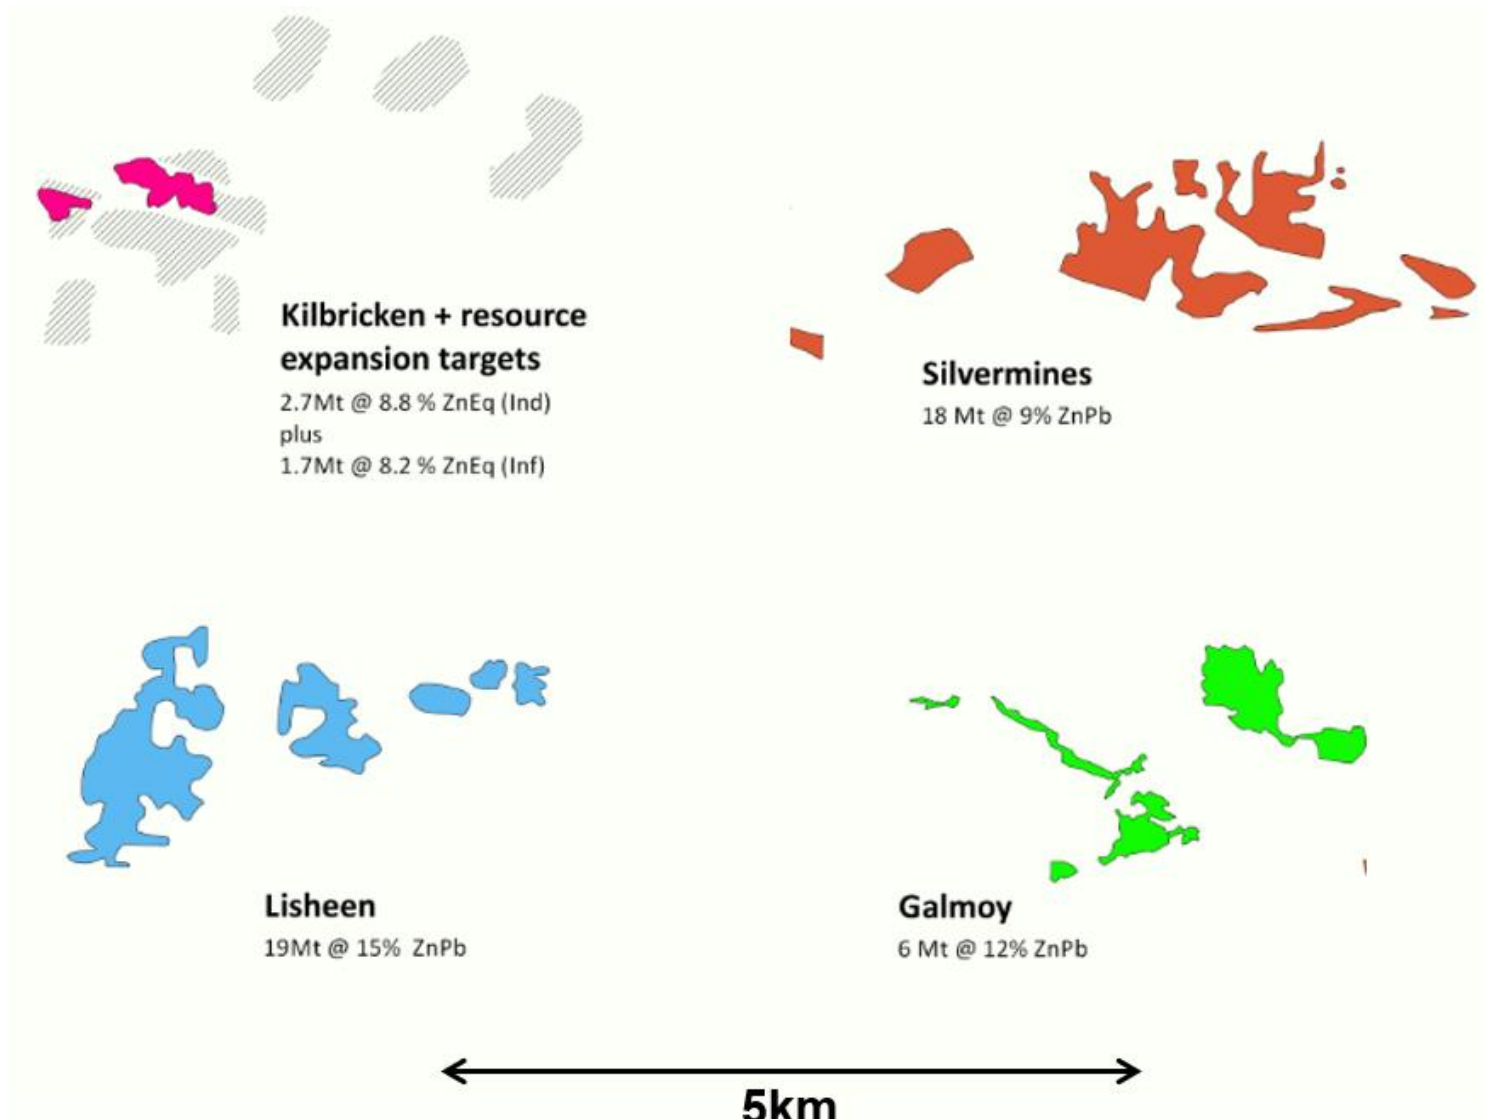 Kilbricken + resource
expansion targets
2.7Mt @ 8.8 % ZnEq (Ind)
plus
1.7Mt @ 8.2 % ZnEq (Inf)
Silvermines
18 Mt @ 9% ZnPb
Lisheen
19Mt @ 15% ZnPb
Galmoy
6 Mt @ 12% ZnPb
5km